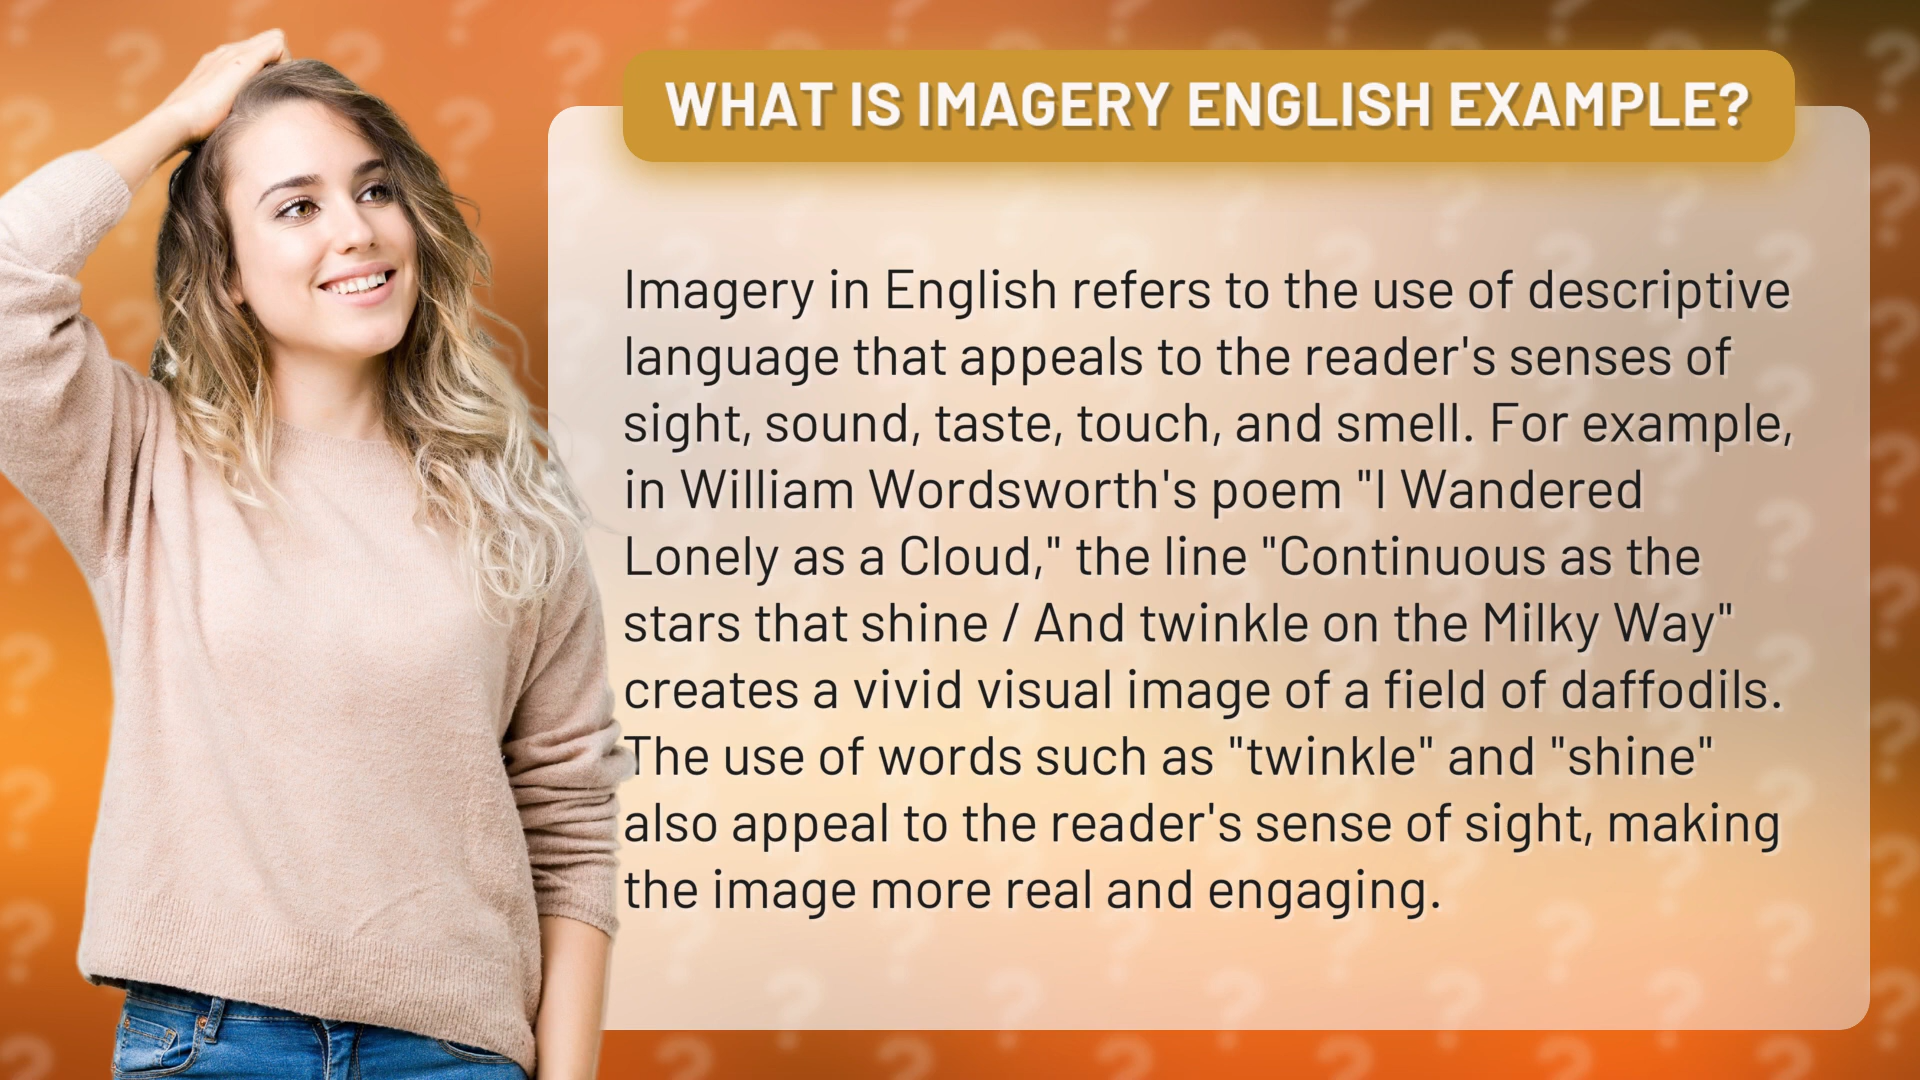 WHAT IS IMAGERY ENGLISH EXAMPLE?
Imagery in English refers to the use of descriptive
language that appeals to the reader's senses of
sight, sound, taste, touch, and smell. For example,
in William Wordsworth's poem "I Wandered
Lonely as a Cloud," the line "Continuous as the
stars that shine / And twinkle on the Milky Way"
creates a vivid visual image of a field of daffodils.
The use of words such as "twinkle" and "shine"
also appeal to the reader's sense of sight, making
the image more real and engaging.